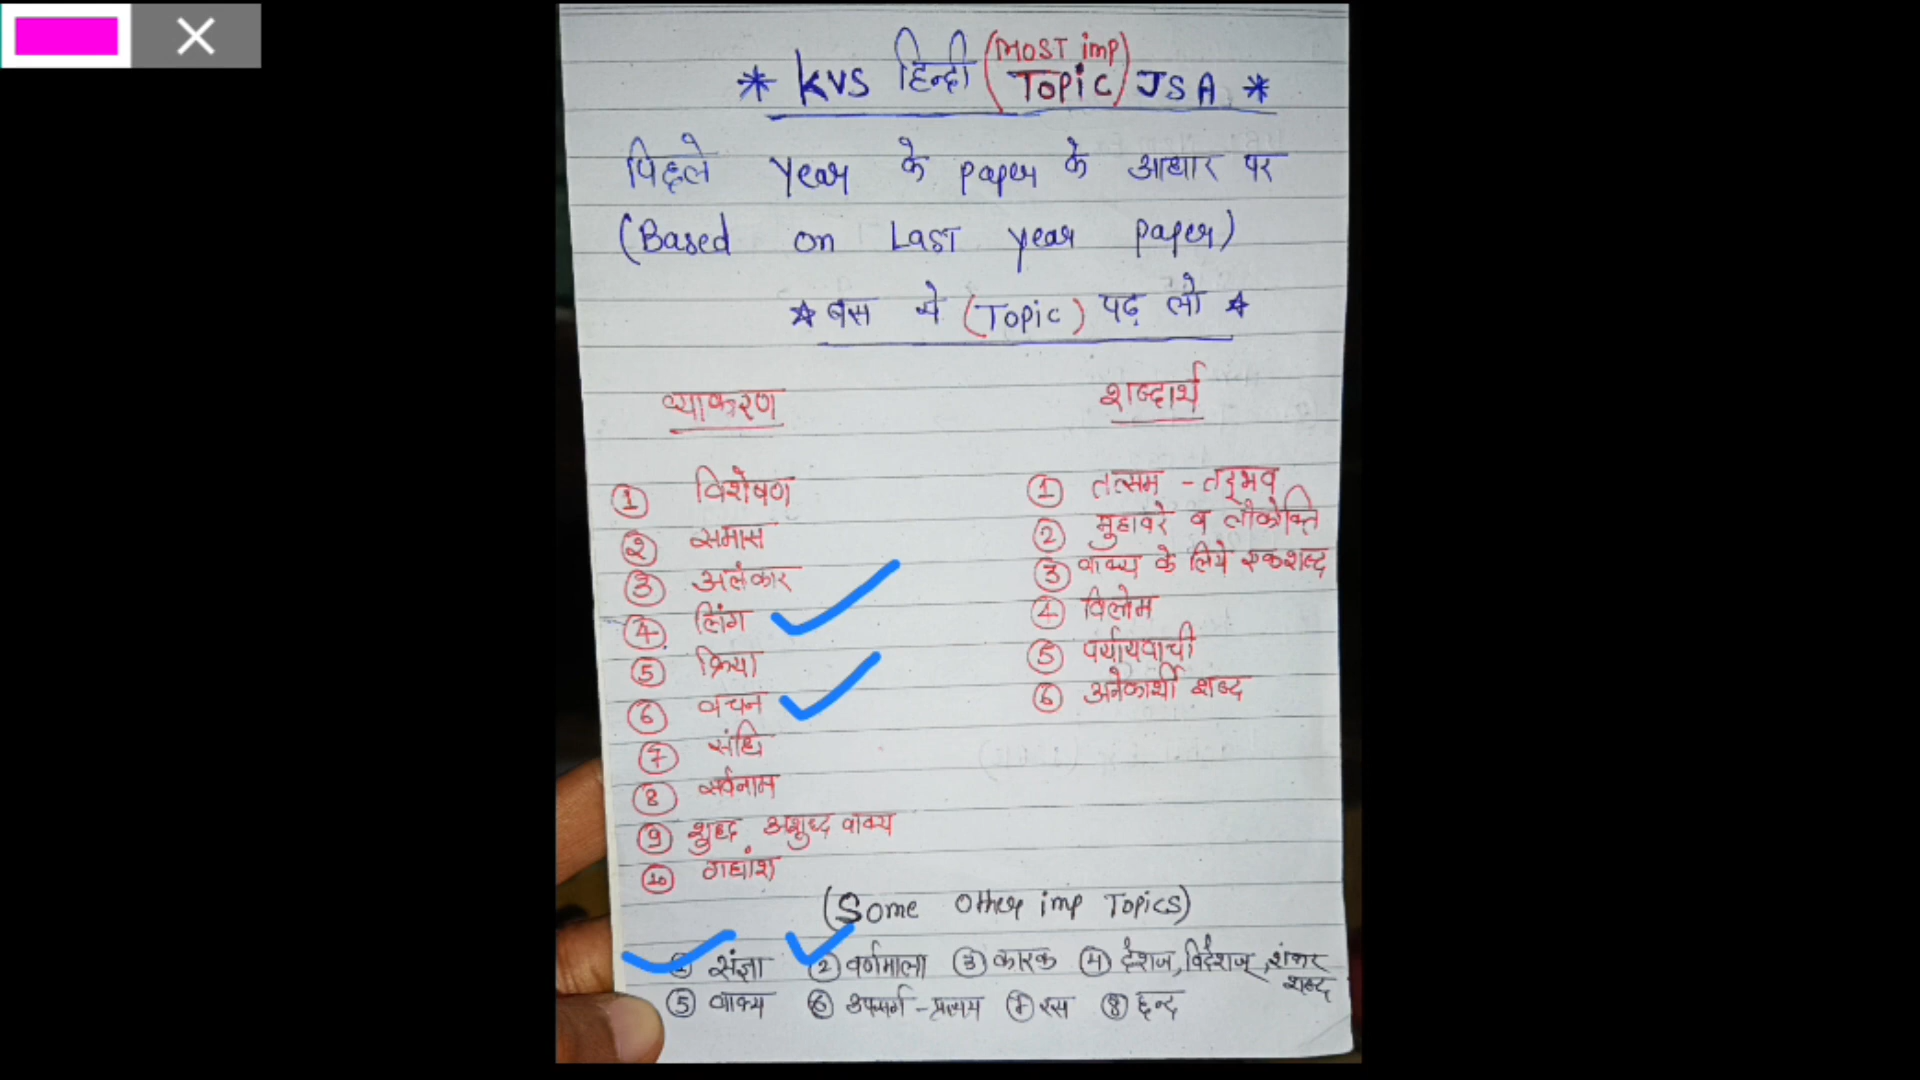 * KVS हिन्दी (MOST imp TOPIC) JSA *
पिछ्ले Year के paper के आधार पर
(Based on Last year paper)
* बस ये (Topic) पढ़ लो *
व्याकरण
① विशेषण
② समास
③ अलंकार
④ लिंग
⑤ क्रिया
⑥ वचन
⑦ संधि
⑧ सर्वनाम
⑨ शुद्ध अशुद्ध वाक्य
⑩ गद्यांश
शब्दार्थ
① तत्सम - तद्भव
② मुहावरे व लोकोक्ति
③ वाक्य के लिये एकशब्द
④ विलोम
⑤ पर्यायवाची
⑥ अनेकार्थी शब्द
(Some Other imp Topics)
① संज्ञा ② वर्णमाला ③ कारक ④ देशज, विदेशज, शंकर शब्द
⑤ वाक्य ⑥ उपसर्ग - प्रत्यय ⑦ रस ⑧ छन्द